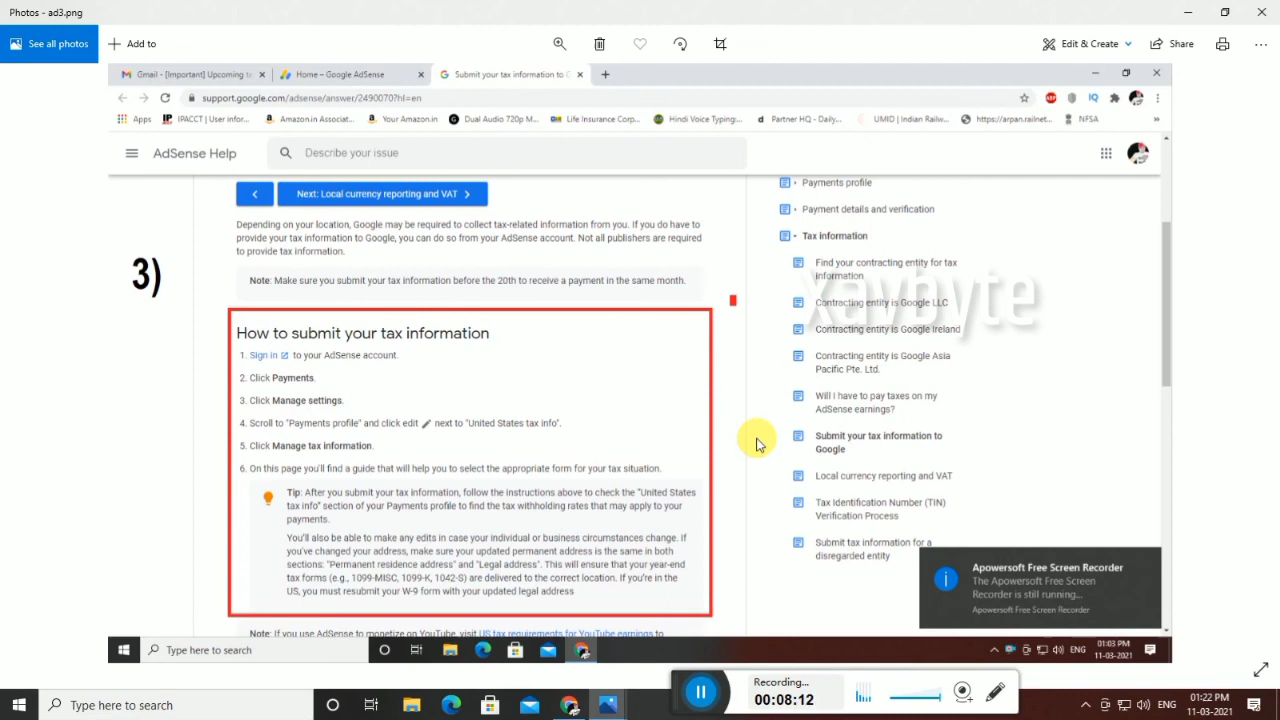 Photos - ad3.png
See all photos
Add to
Edit & Create
Share
Gmail - [Important] Upcoming ta
Home – Google AdSense
Submit your tax information to G
support.google.com/adsense/answer/2490070?hl=en
Apps
IPACCT | User infor...
Amazon.in Associat...
Your Amazon.in
Dual Audio 720p M...
Life Insurance Corp...
Hindi Voice Typing:...
Partner HQ - Daily...
UMID | Indian Railw...
https://arpan.railnet...
NFSA
»
AdSense Help
Describe your issue
Next: Local currency reporting and VAT
Depending on your location, Google may be required to collect tax-related information from you. If you do have to
provide your tax information to Google, you can do so from your AdSense account. Not all publishers are required
to provide tax information.
3)
Note: Make sure you submit your tax information before the 20th to receive a payment in the same month.
How to submit your tax information
1. Sign in to your AdSense account.
2. Click Payments.
3. Click Manage settings.
4. Scroll to "Payments profile" and click edit next to "United States tax info".
5. Click Manage tax information.
6. On this page you'll find a guide that will help you to select the appropriate form for your tax situation.
Tip: After you submit your tax information, follow the instructions above to check the "United States
tax info" section of your Payments profile to find the tax withholding rates that may apply to your
payments.
You'll also be able to make any edits in case your individual or business circumstances change. If
you've changed your address, make sure your updated permanent address is the same in both
sections: "Permanent residence address" and "Legal address". This will ensure that your year-end
tax forms (e.g., 1099-MISC, 1099-K, 1042-S) are delivered to the correct location. If you're in the
US, you must resubmit your W-9 form with your updated legal address
Note: If you use AdSense to monetize on YouTube, visit US tax requirements for YouTube earnings to
Payments profile
Payment details and verification
Tax information
Find your contracting entity for tax
information
xavbyte
Contracting entity is Google LLC
Contracting entity is Google Ireland
Contracting entity is Google Asia
Pacific Pte. Ltd.
Will I have to pay taxes on my
AdSense earnings?
Submit your tax information to
Google
Local currency reporting and VAT
Tax Identification Number (TIN)
Verification Process
Submit tax information for a
disregarded entity
Apowersoft Free Screen Recorder
The Apowersoft Free Screen
Recorder is still running...
Apowersoft Free Screen Recorder
Type here to search
ENG
01:03 PM
11-03-2021
Recording...
00:08:12
Type here to search
ENG
01:22 PM
11-03-2021